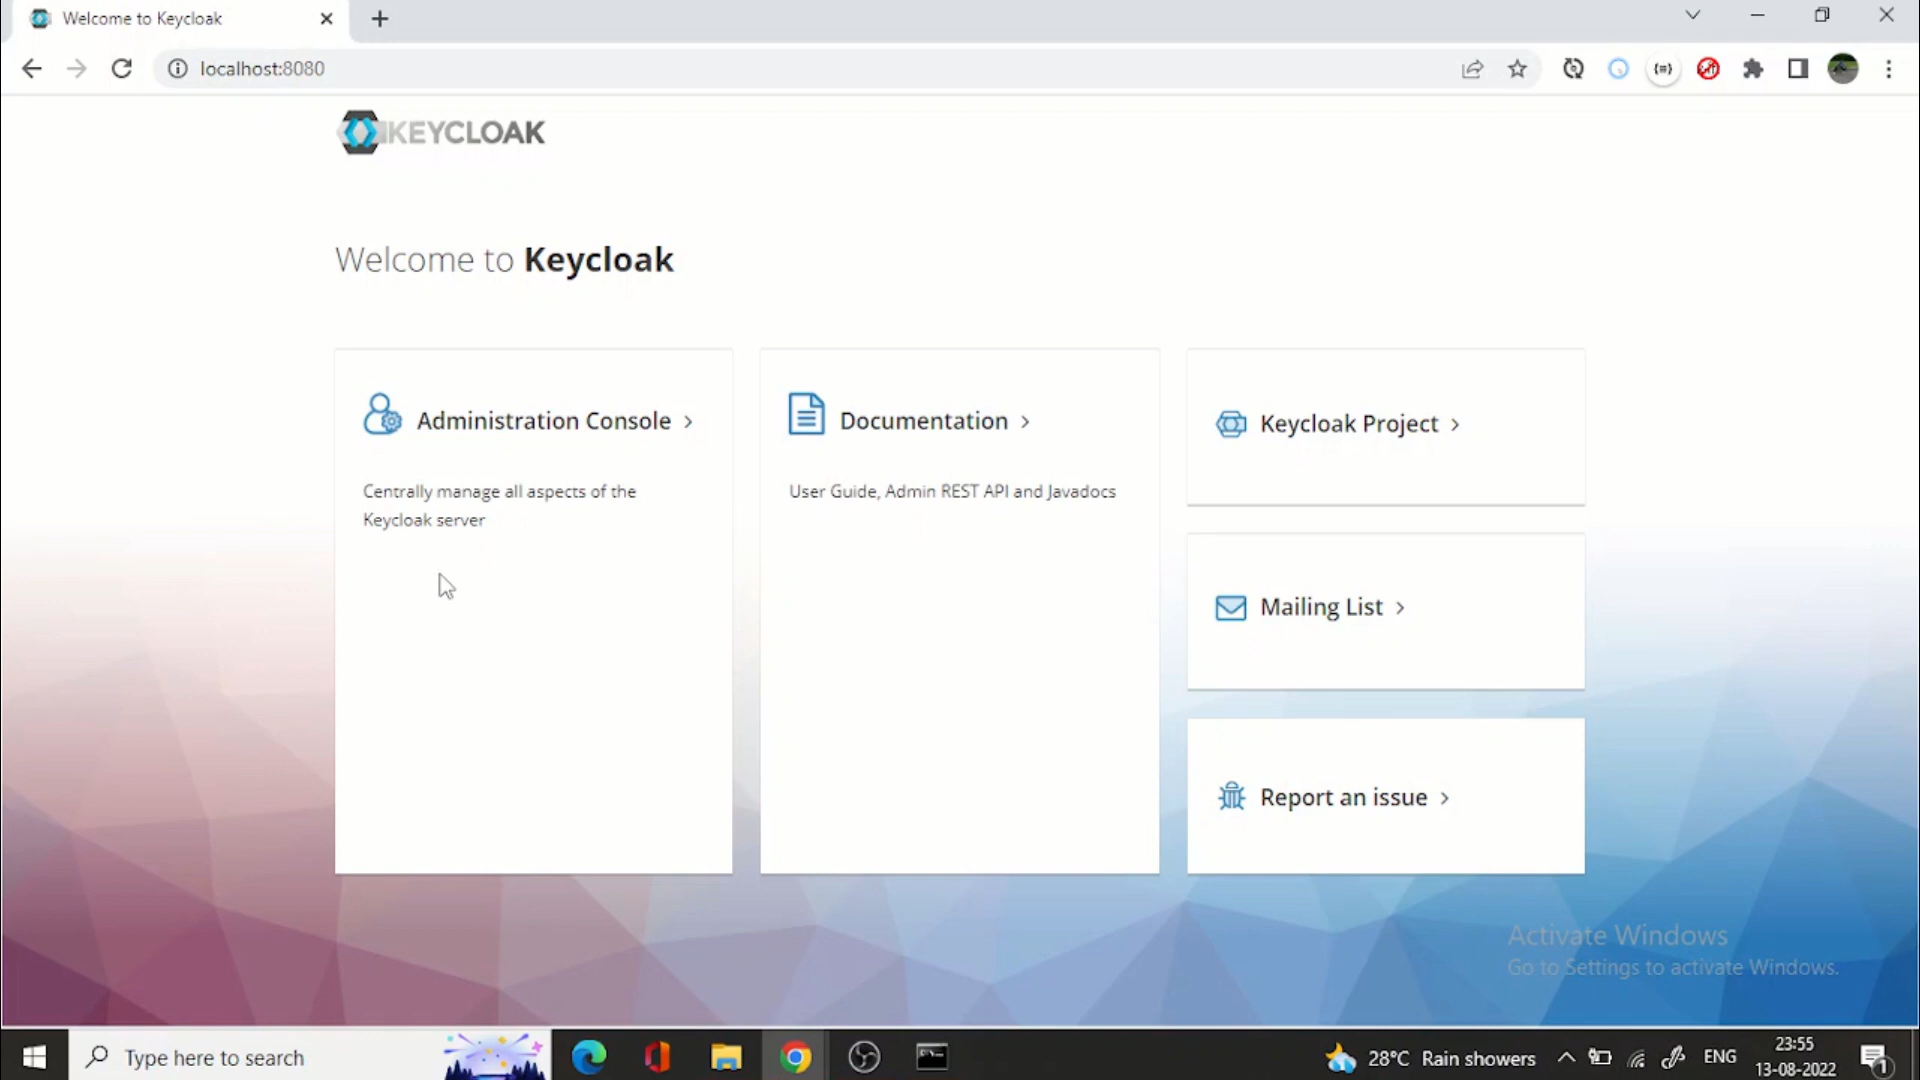 Welcome to Keycloak
localhost:8080
KEYCLOAK
Welcome to Keycloak
Administration Console
Centrally manage all aspects of the
Keycloak server
Documentation
User Guide, Admin REST API and Javadocs
Keycloak Project
Mailing List
Report an issue
Activate Windows
Go to Settings to activate Windows.
Type here to search
28°C Rain showers
ENG
23:55
13-08-2022
1